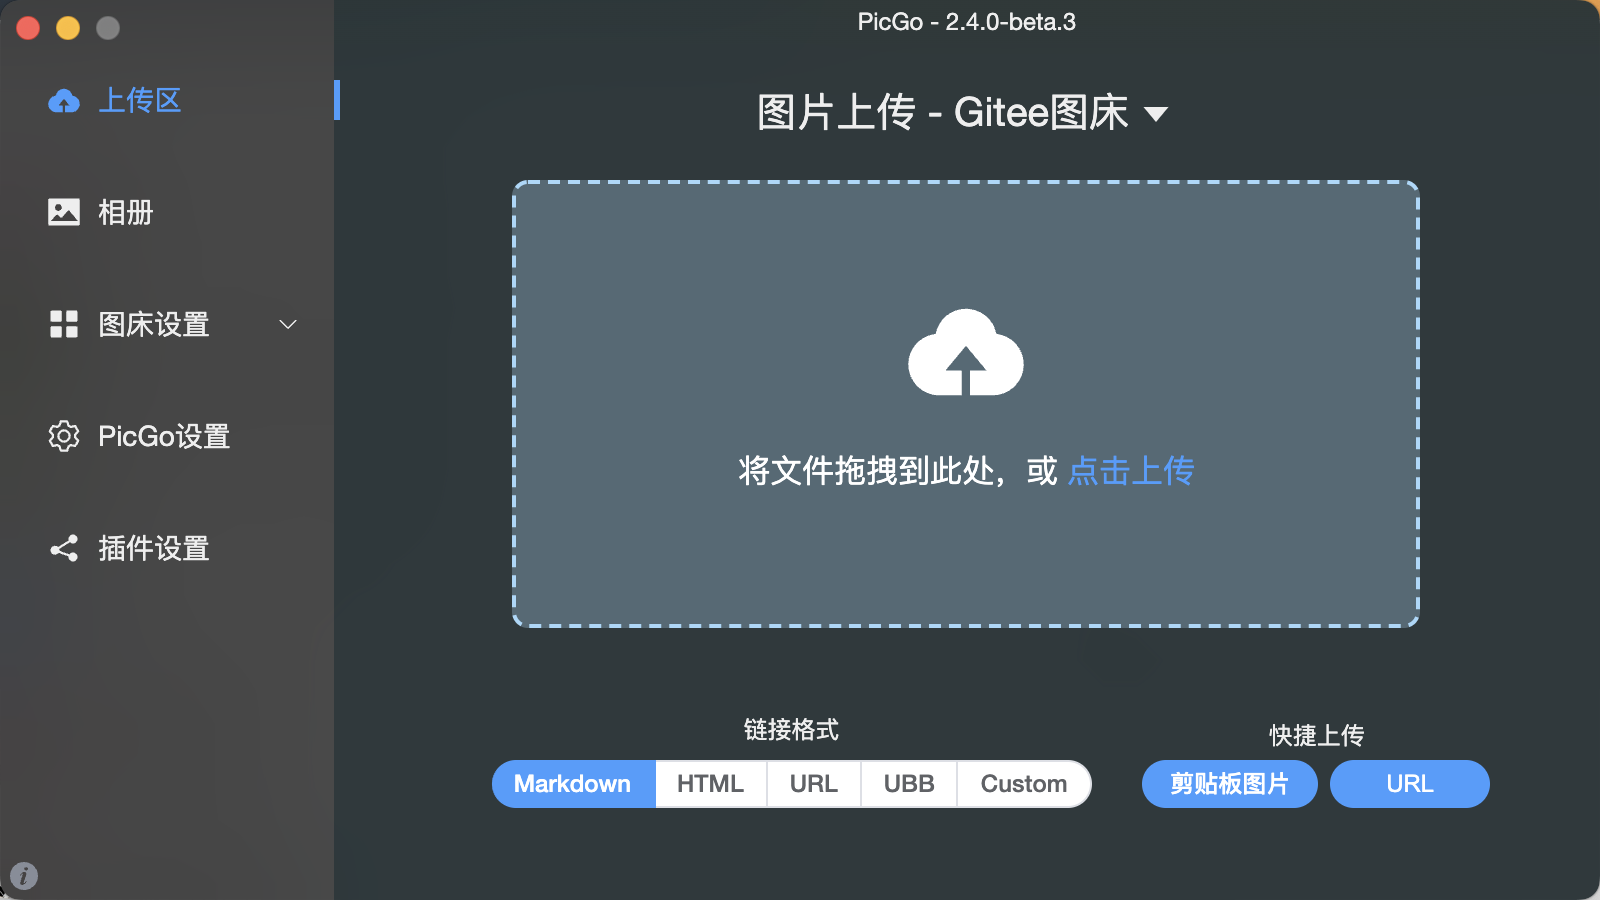 PicGo - 2.4.0-beta.3
上传区
相册
图床设置
PicGo设置
插件设置
图片上传 - Gitee图床
将文件拖拽到此处，或 点击上传
链接格式
Markdown HTML URL UBB Custom
快捷上传
剪贴板图片 URL
i